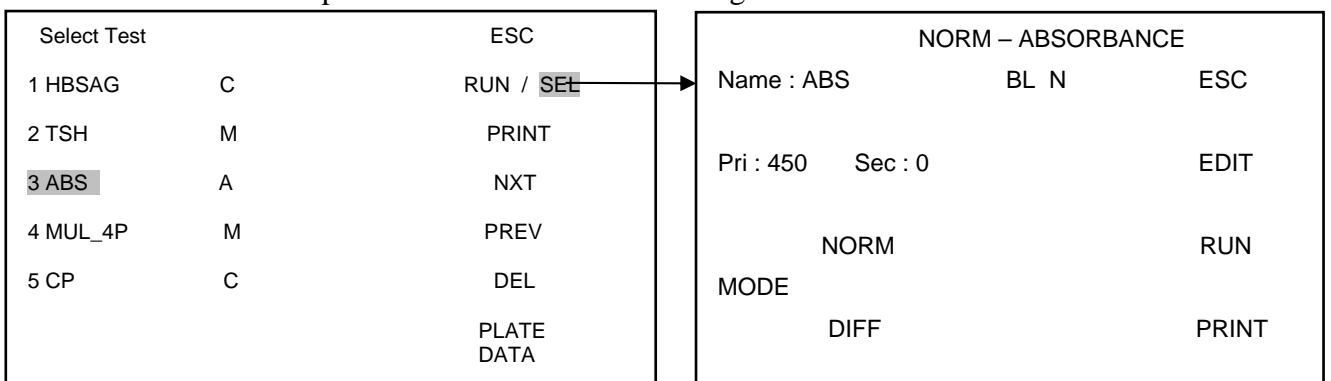 Select Test ESC
1 HBSAG C RUN / SEL
2 TSH M PRINT
3 ABS A NXT
4 MUL_4P M PREV
5 CP C DEL
PLATE
DATA
NORM – ABSORBANCE
Name : ABS BL N ESC
Pri : 450 Sec : 0 EDIT
NORM RUN
MODE
DIFF PRINT